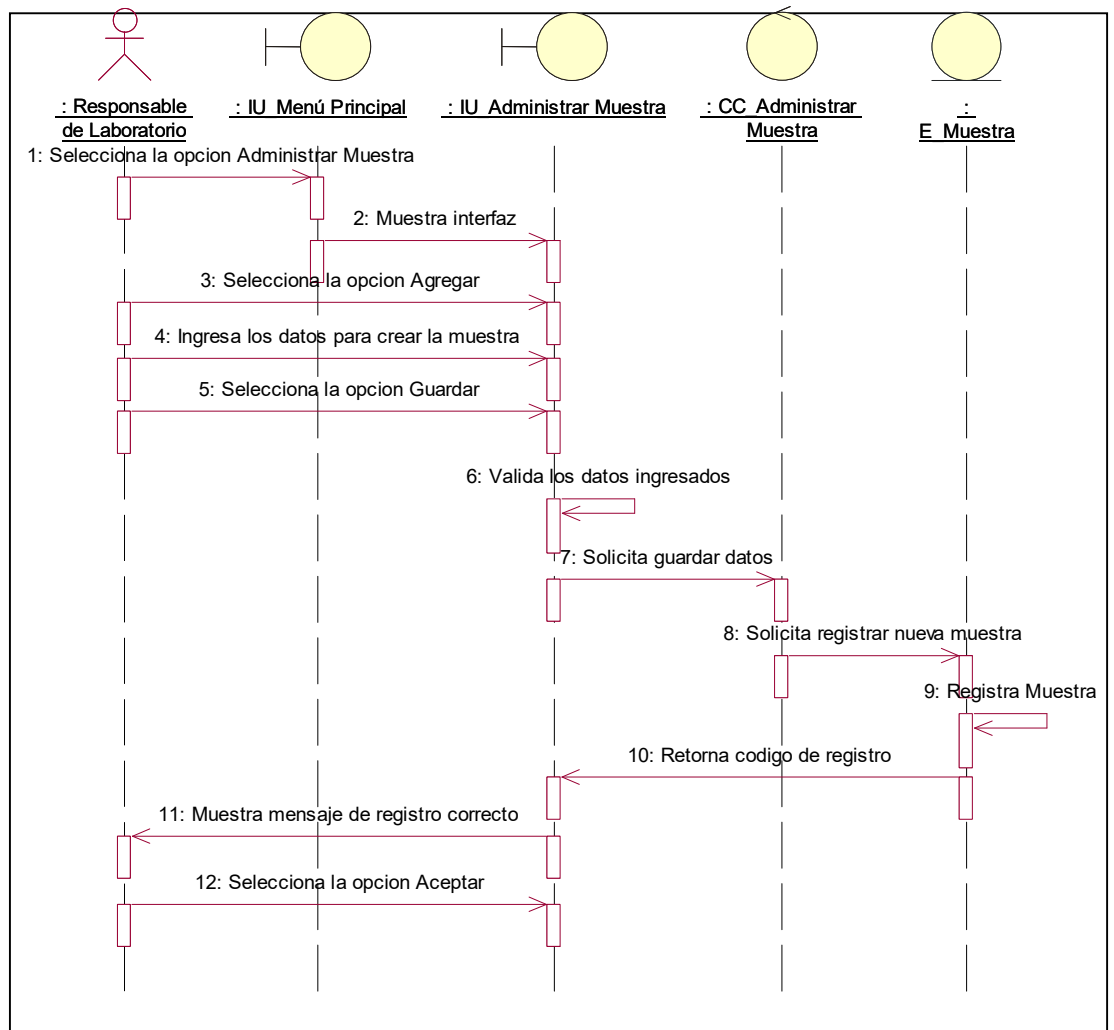 : Responsable
de Laboratorio
: IU_Menú Principal
: IU_Administrar Muestra
: CC_Administrar
Muestra
:
E_Muestra
1: Selecciona la opcion Administrar Muestra
2: Muestra interfaz
3: Selecciona la opcion Agregar
4: Ingresa los datos para crear la muestra
5: Selecciona la opcion Guardar
6: Valida los datos ingresados
7: Solicita guardar datos
8: Solicita registrar nueva muestra
9: Registra Muestra
10: Retorna codigo de registro
11: Muestra mensaje de registro correcto
12: Selecciona la opcion Aceptar